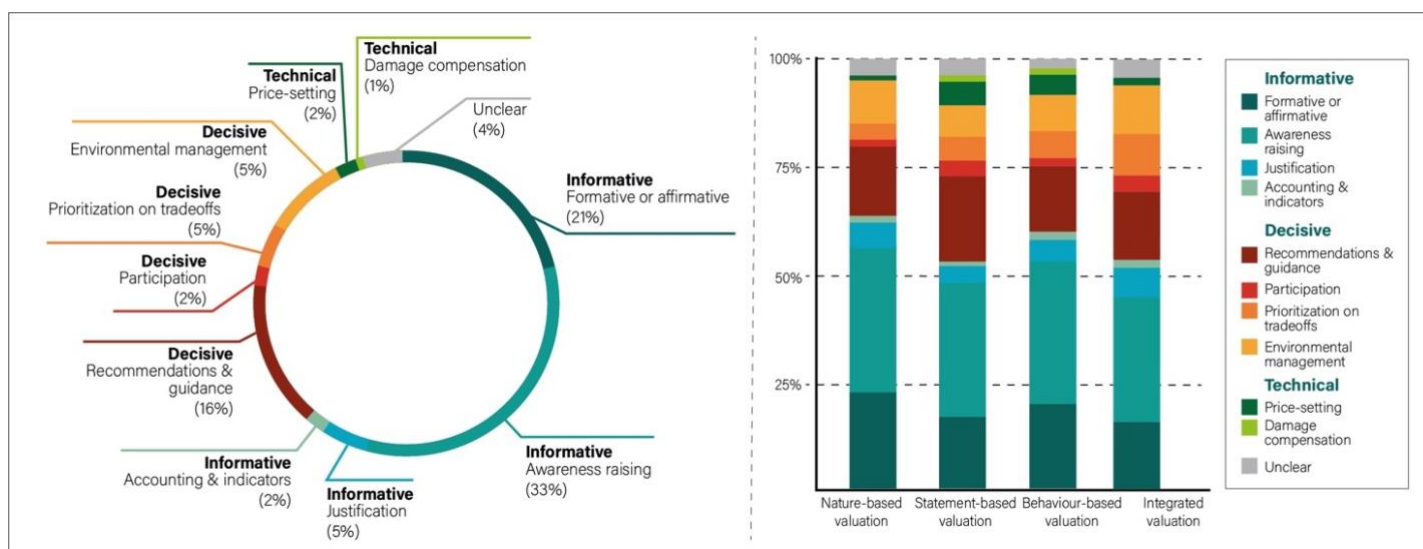 Technical
Damage compensation
(1%)
Technical
Price-setting
(2%)
Unclear
(4%)
Decisive
Environmental management
(5%)
Informative
Formative or affirmative
(21%)
Decisive
Prioritization on tradeoffs
(5%)
Decisive
Participation
(2%)
Decisive
Recommendations &
guidance
(16%)
Informative
Accounting & indicators
(2%)
Informative
Justification
(5%)
Informative
Awareness raising
(33%)
100%
75%
50%
25%
Nature-based
valuation
Statement-based
valuation
Behaviour-based
valuation
Integrated
valuation
Informative
Formative or
affirmative
Awareness
raising
Justification
Accounting &
indicators
Decisive
Recommendations &
guidance
Participation
Prioritization on
tradeoffs
Environmental
management
Technical
Price-setting
Damage
compensation
Unclear